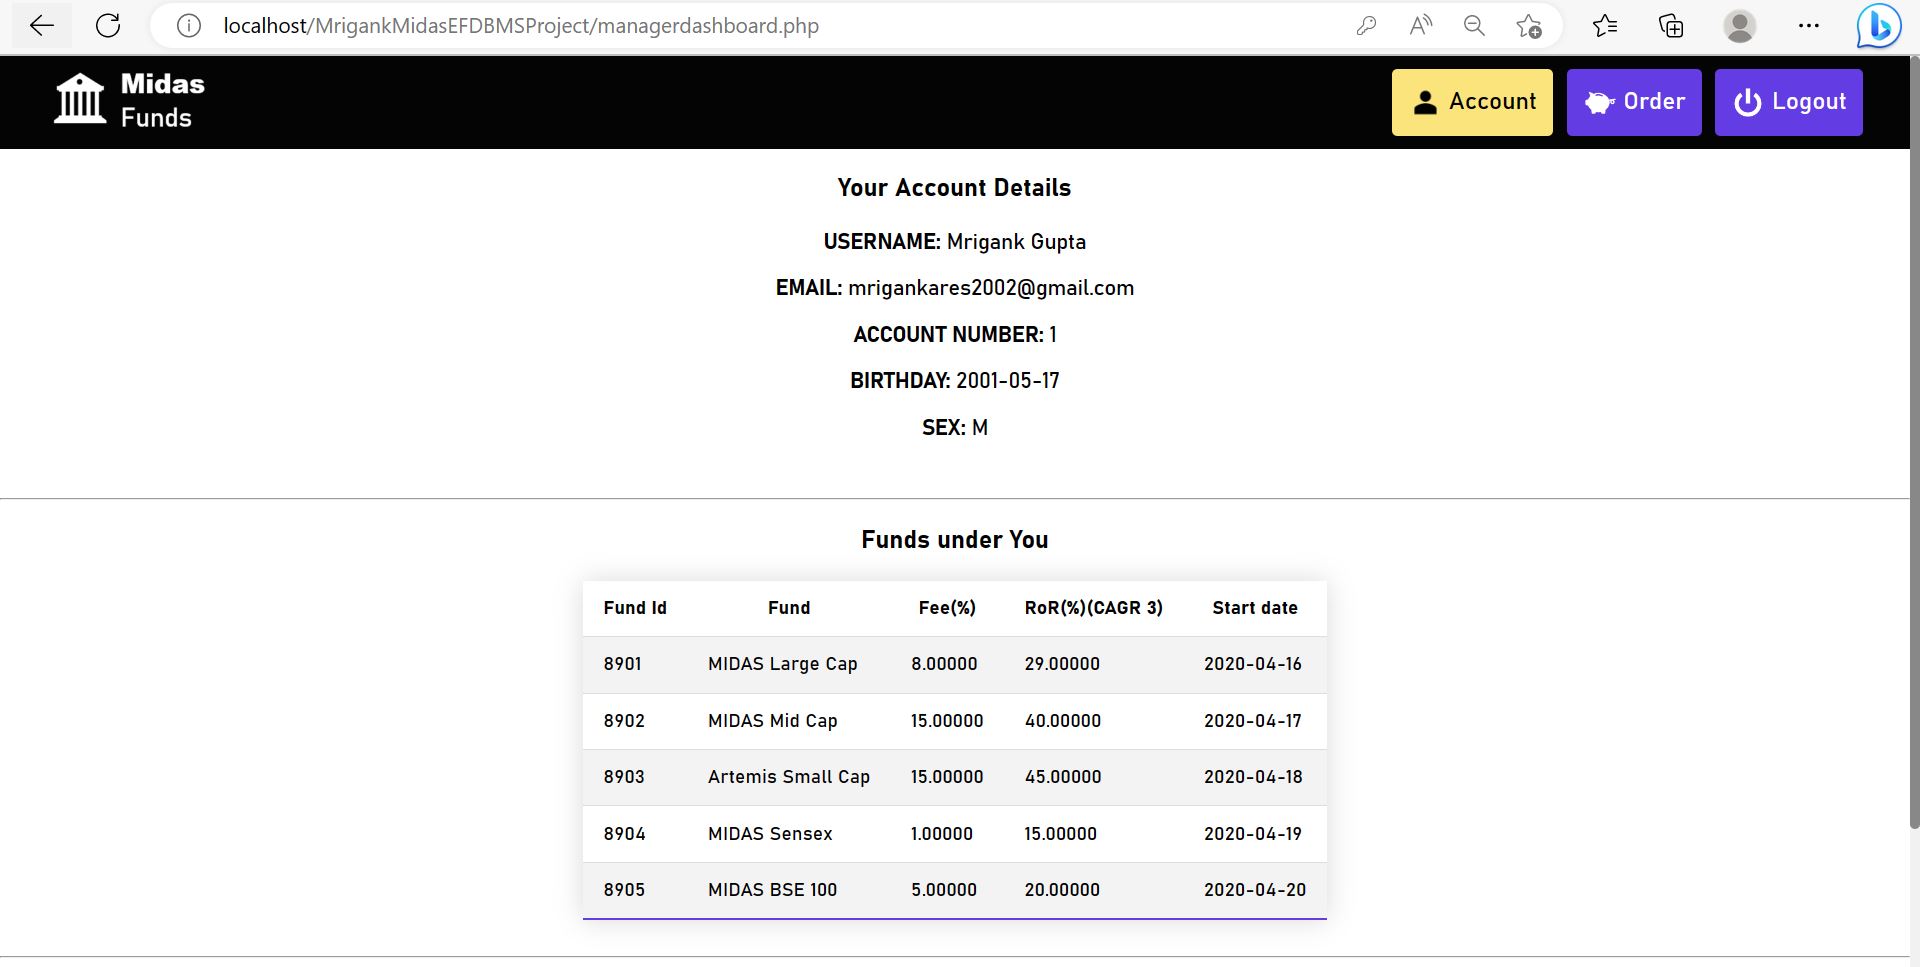 localhost/MrigankMidasEFDBMSProject/managerdashboard.php
Midas
Funds
Account
Order
Logout
Your Account Details
USERNAME: Mrigank Gupta
EMAIL: mrigankares2002@gmail.com
ACCOUNT NUMBER: 1
BIRTHDAY: 2001-05-17
SEX: M
Funds under You
Fund Id Fund Fee(%) RoR(%)(CAGR 3) Start date
8901 MIDAS Large Cap 8.00000 29.00000 2020-04-16
8902 MIDAS Mid Cap 15.00000 40.00000 2020-04-17
8903 Artemis Small Cap 15.00000 45.00000 2020-04-18
8904 MIDAS Sensex 1.00000 15.00000 2020-04-19
8905 MIDAS BSE 100 5.00000 20.00000 2020-04-20